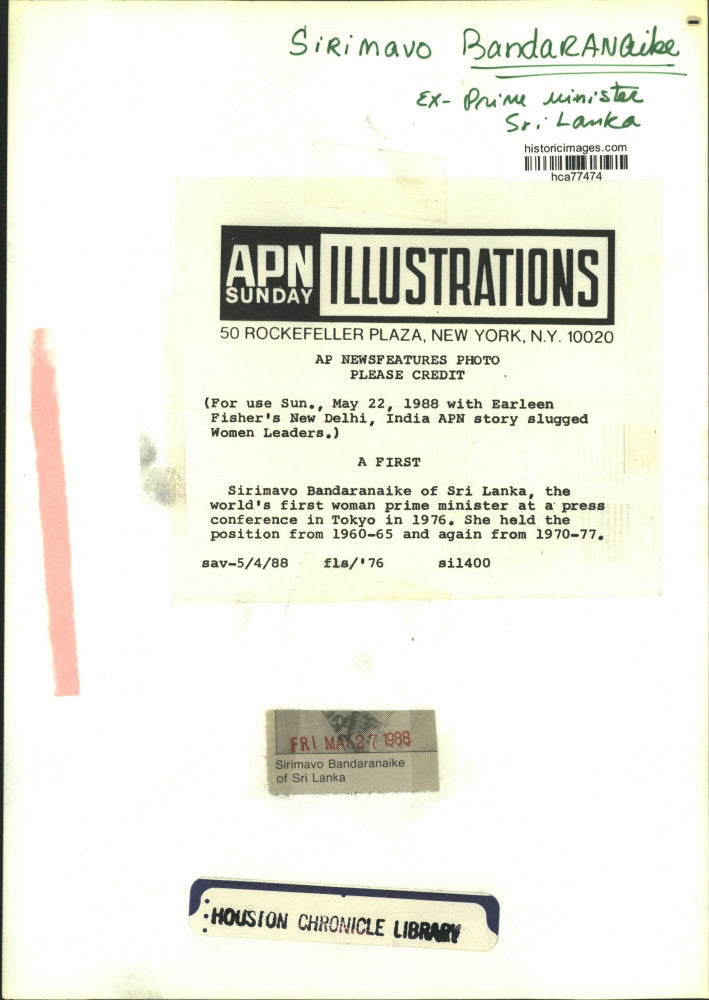 SIRIMAVO BandaRANaike
Ex- Prime Minister
Sri Lanka
historicimages.com
hca77474
APN SUNDAY ILLUSTRATIONS
50 ROCKEFELLER PLAZA, NEW YORK, N.Y. 10020
AP NEWSFEATURES PHOTO
PLEASE CREDIT
(For use Sun., May 22, 1988 with Earleen
Fisher's New Delhi, India APN story slugged
Women Leaders.)
A FIRST
Sirimavo Bandaranaike of Sri Lanka, the
world's first woman prime minister at a press
conference in Tokyo in 1976. She held the
position from 1960-65 and again from 1970-77.
sav-5/4/88 fls/'76 sil400
FRI MAY 27 1988
Sirimavo Bandaranaike
of Sri Lanka
HOUSTON CHRONICLE LIBRARY